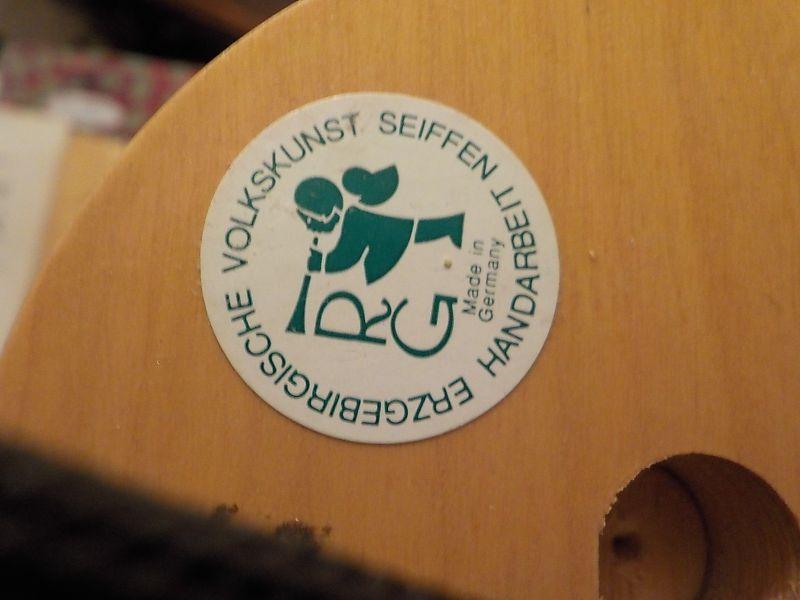 ERZGEBIRGISCHE VOLKSKUNST SEIFFEN HANDARBEIT
RG
Made in
Germany